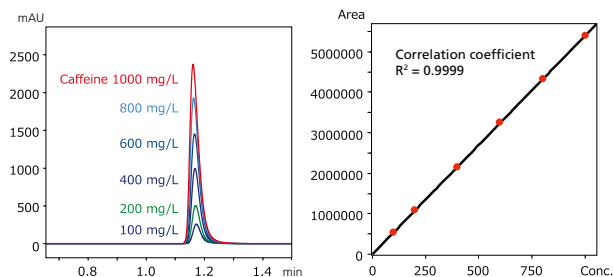 mAU
2500
2000
1500
1000
500
0
Caffeine 1000 mg/L
800 mg/L
600 mg/L
400 mg/L
200 mg/L
100 mg/L
0.8
1.0
1.2
1.4
min
Area
5000000
4000000
3000000
2000000
1000000
0
Correlation coefficient
R² = 0.9999
0
250
500
750
Conc.